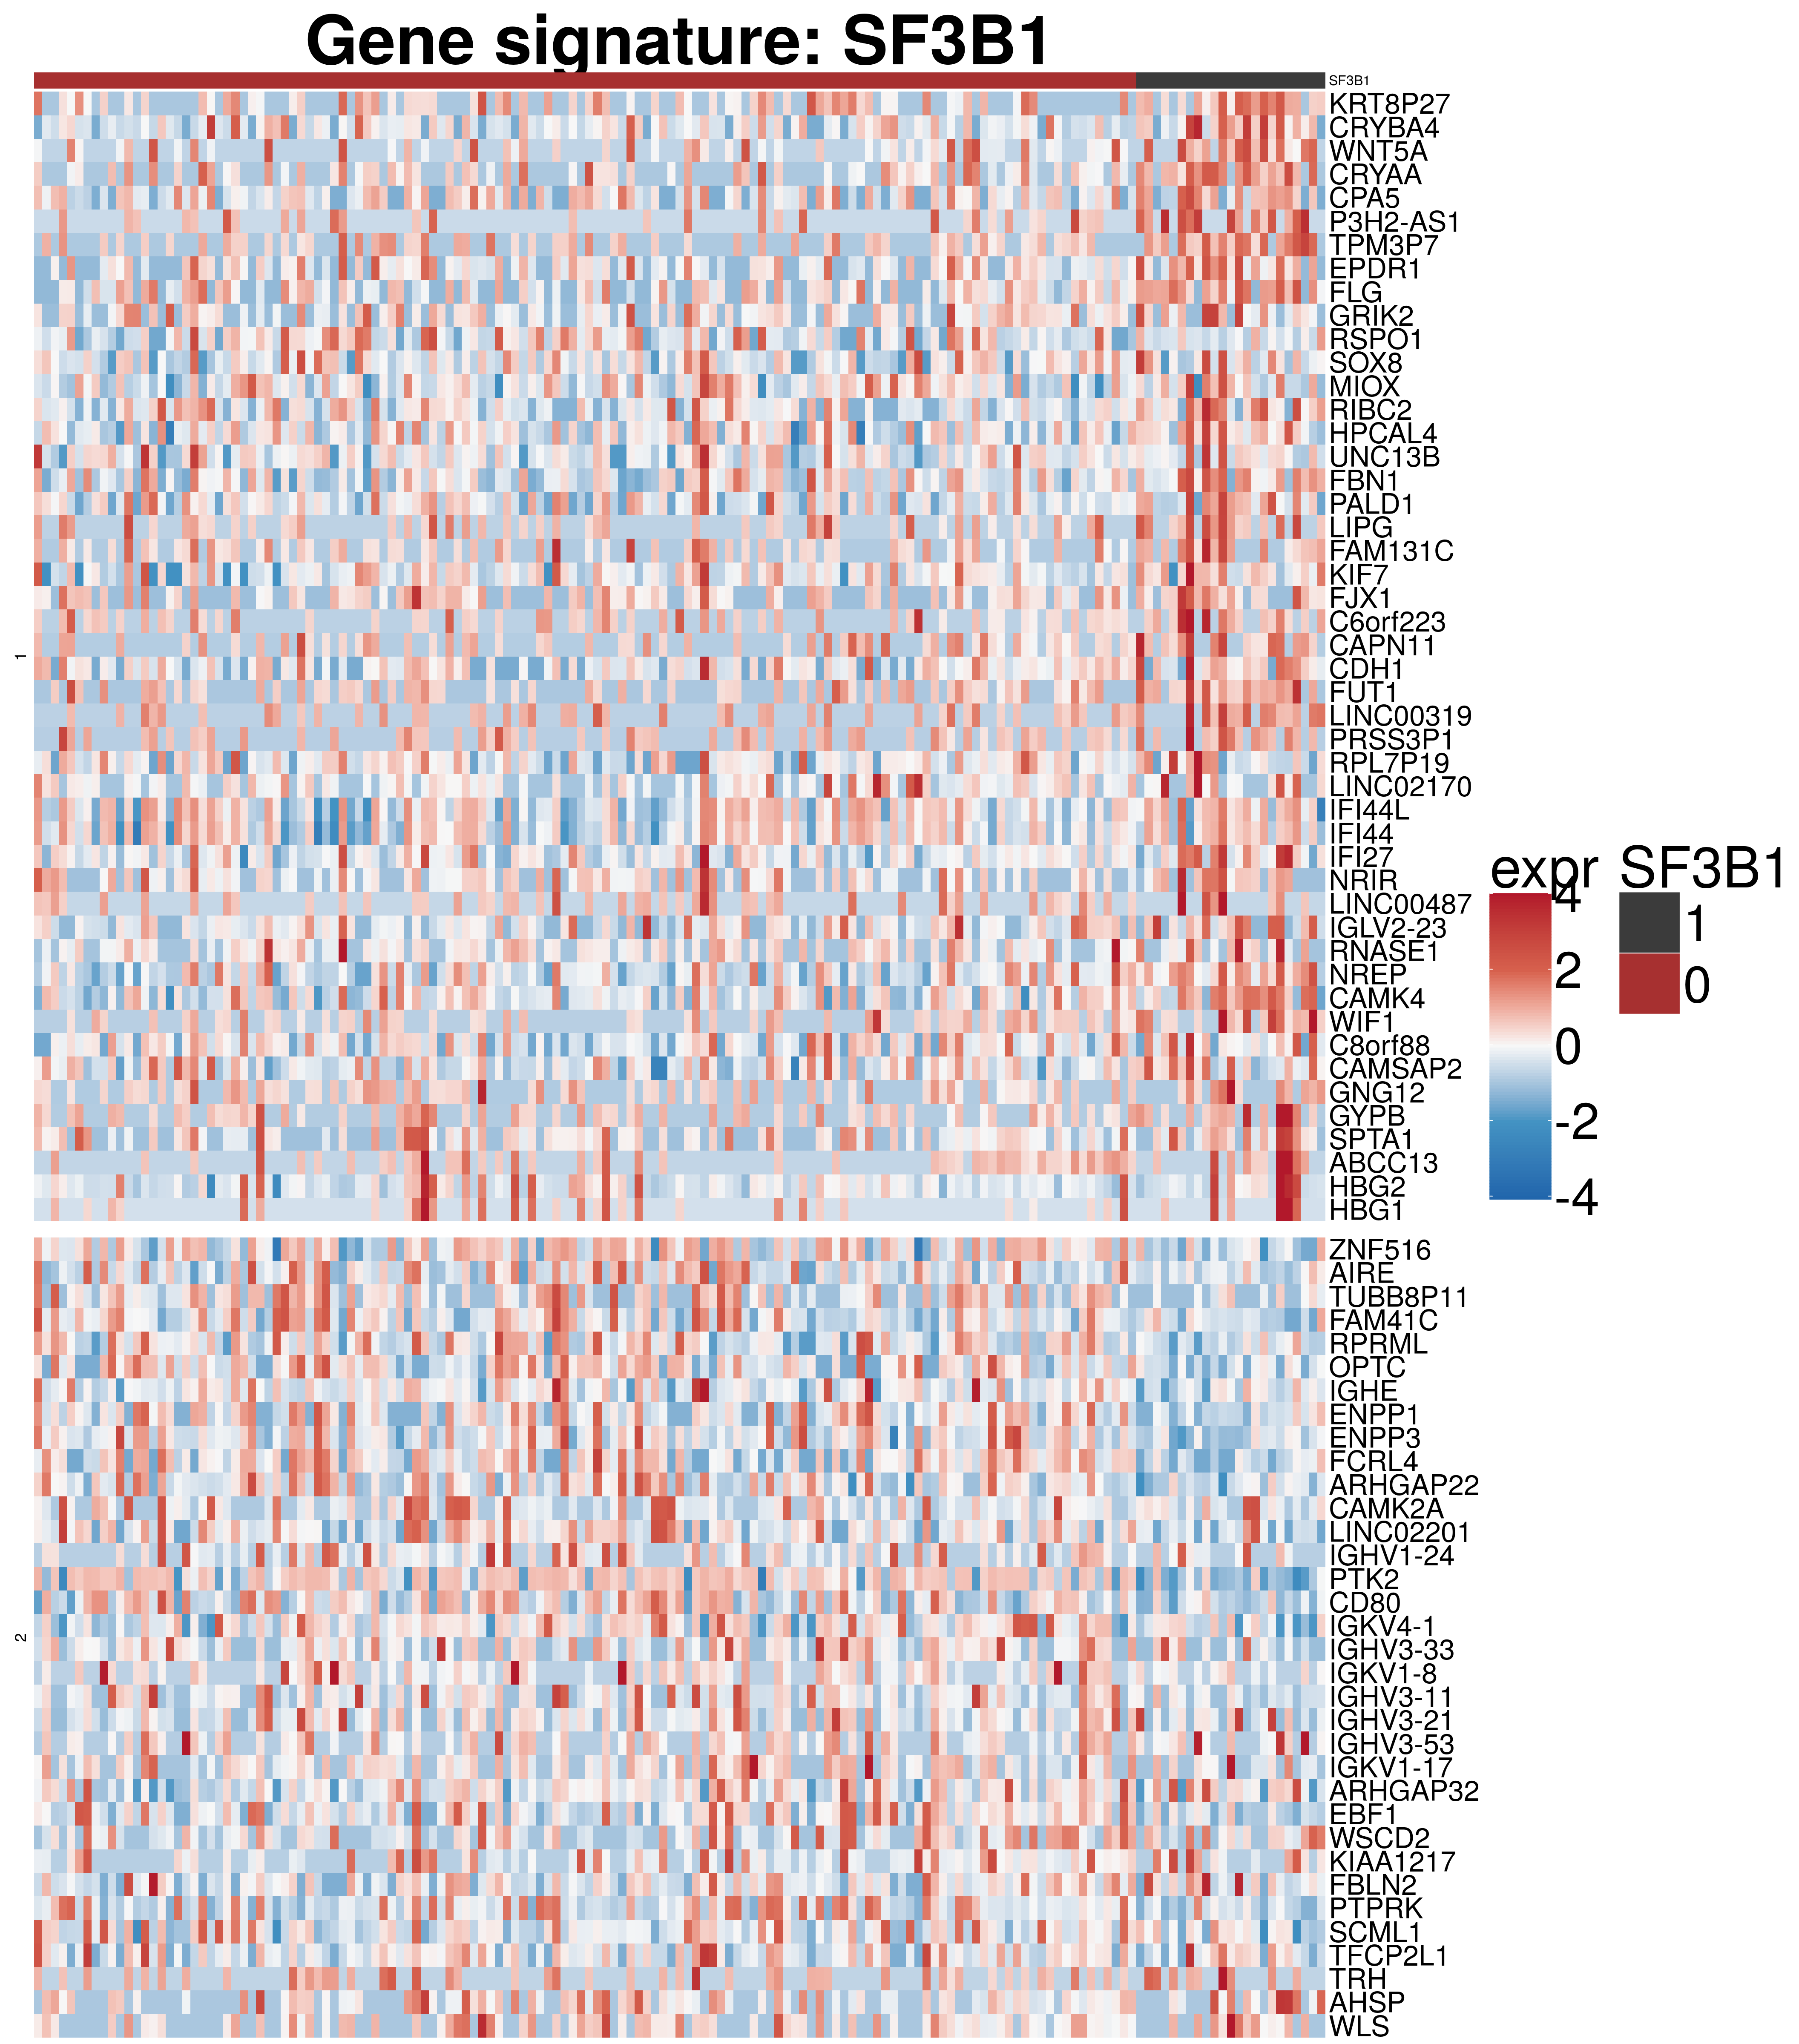 Gene signature: SF3B1
SF3B1
KRT8P27
CRYBA4
WNT5A
CRYAA
CPA5
P3H2-AS1
TPM3P7
EPDR1
FLG
GRIK2
RSPO1
SOX8
MIOX
RIBC2
HPCAL4
UNC13B
FBN1
PALD1
LIPG
FAM131C
KIF7
FJX1
C6orf223
CAPN11
1
CDH1
FUT1
LINC00319
PRSS3P1
RPL7P19
LINC02170
IFI44L
IFI44
IFI27
NRIR
LINC00487
IGLV2-23
RNASE1
NREP
CAMK4
WIF1
C8orf88
CAMSAP2
GNG12
GYPB
SPTA1
ABCC13
HBG2
HBG1
expr
4
2
0
-2
-4
SF3B1
1
0
ZNF516
AIRE
TUBB8P11
FAM41C
RPRML
OPTC
IGHE
ENPP1
ENPP3
FCRL4
ARHGAP22
CAMK2A
LINC02201
IGHV1-24
PTK2
CD80
IGKV4-1
2
IGHV3-33
IGKV1-8
IGHV3-11
IGHV3-21
IGHV3-53
IGKV1-17
ARHGAP32
EBF1
WSCD2
KIAA1217
FBLN2
PTPRK
SCML1
TFCP2L1
TRH
AHSP
WLS